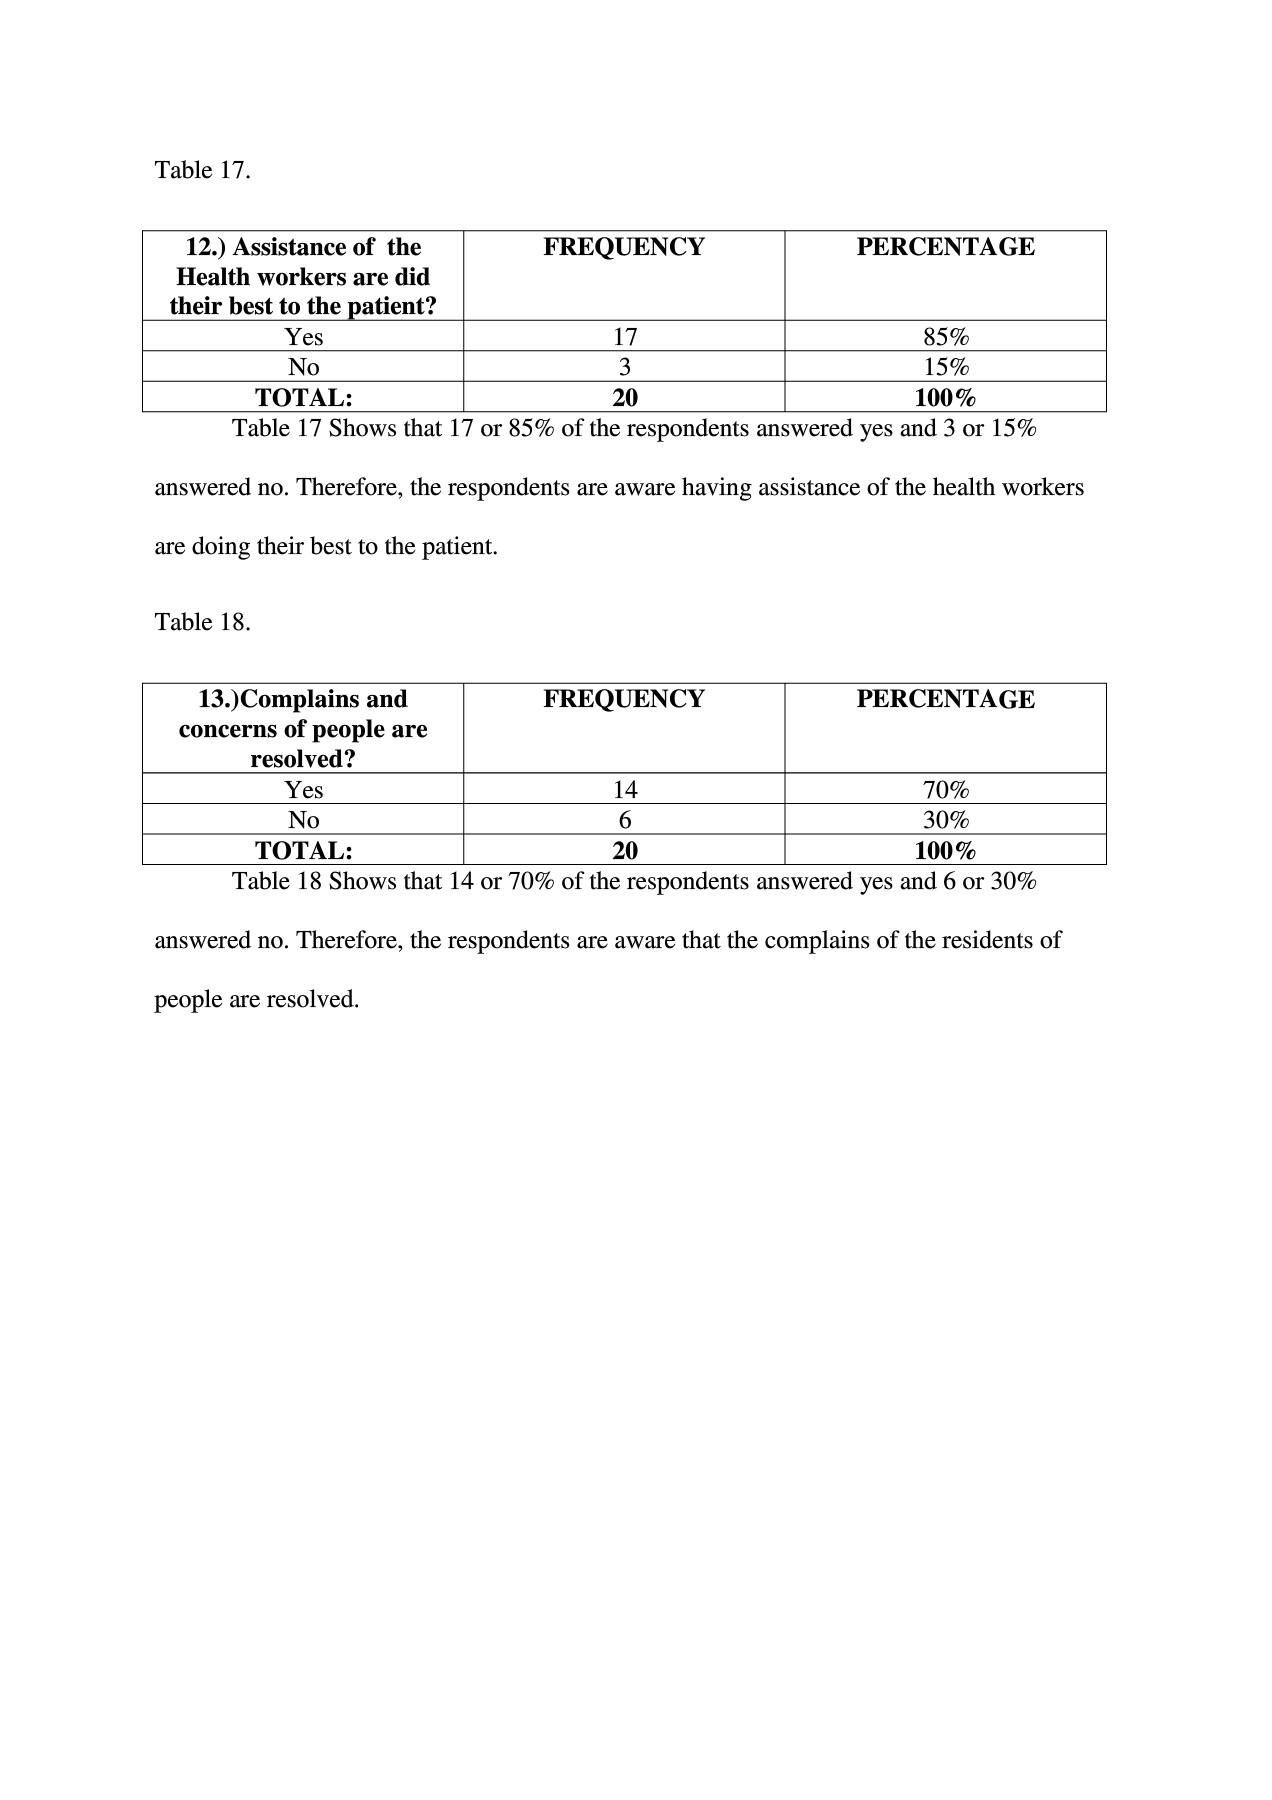 Table 17.
12.) Assistance of the
Health workers are did
their best to the patient?
FREQUENCY
PERCENTAGE
Yes 17 85%
No 3 15%
TOTAL: 20 100%
Table 17 Shows that 17 or 85% of the respondents answered yes and 3 or 15%
answered no. Therefore, the respondents are aware having assistance of the health workers
are doing their best to the patient.
Table 18.
13.)Complains and
concerns of people are
resolved?
FREQUENCY
PERCENTAGE
Yes 14 70%
No 6 30%
TOTAL: 20 100%
Table 18 Shows that 14 or 70% of the respondents answered yes and 6 or 30%
answered no. Therefore, the respondents are aware that the complains of the residents of
people are resolved.